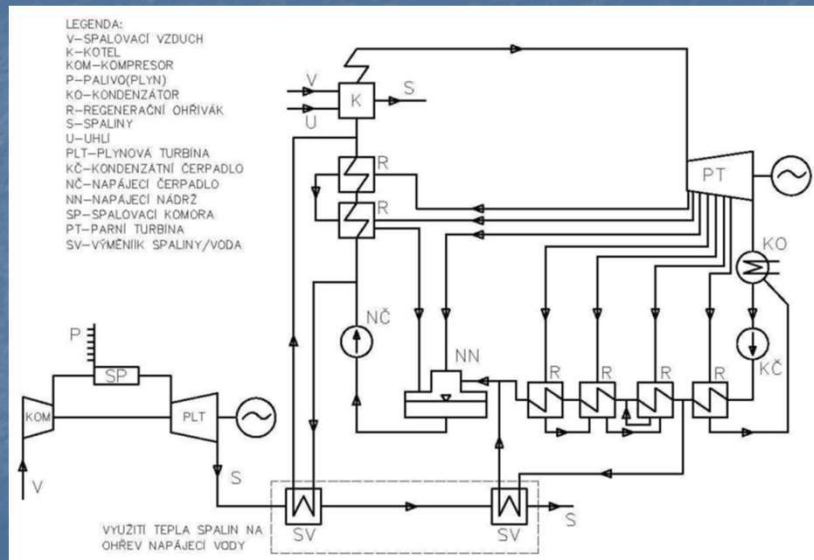 LEGENDA:
V-SPALOVACÍ VZDUCH
K-KOTEL
KOM-KOMPRESOR
P-PALIVO(PLYN)
KO-KONDENZÁTOR
R-REGENERAČNÍ OHŘÍVÁK
S-SPALINY
U-UHLÍ
PLT-PLYNOVÁ TURBÍNA
KČ-KONDENZÁTNÍ ČERPADLO
NČ-NAPÁJECÍ ČERPADLO
NN-NAPÁJECÍ NÁDRŽ
SP-SPALOVACÍ KOMORA
PT-PARNÍ TURBÍNA
SV-VÝMĚNÍK SPALINY/VODA
V
K
S
U
R
R
PT
KO
NČ
KČ
NN
R
R
R
R
P
SP
KOM
PLT
V
S
SV
SV
S
VYUŽITÍ TEPLA SPALIN NA
OHŘEV NAPÁJECÍ VODY